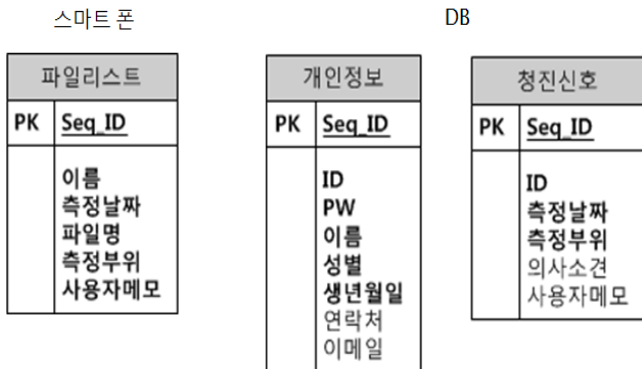 스마트 폰
DB
파일리스트
PK Seq_ID
이름
측정날짜
파일명
측정부위
사용자메모
개인정보
PK Seq_ID
ID
PW
이름
성별
생년월일
연락처
이메일
청진신호
PK Seq_ID
ID
측정날짜
측정부위
의사소견
사용자메모